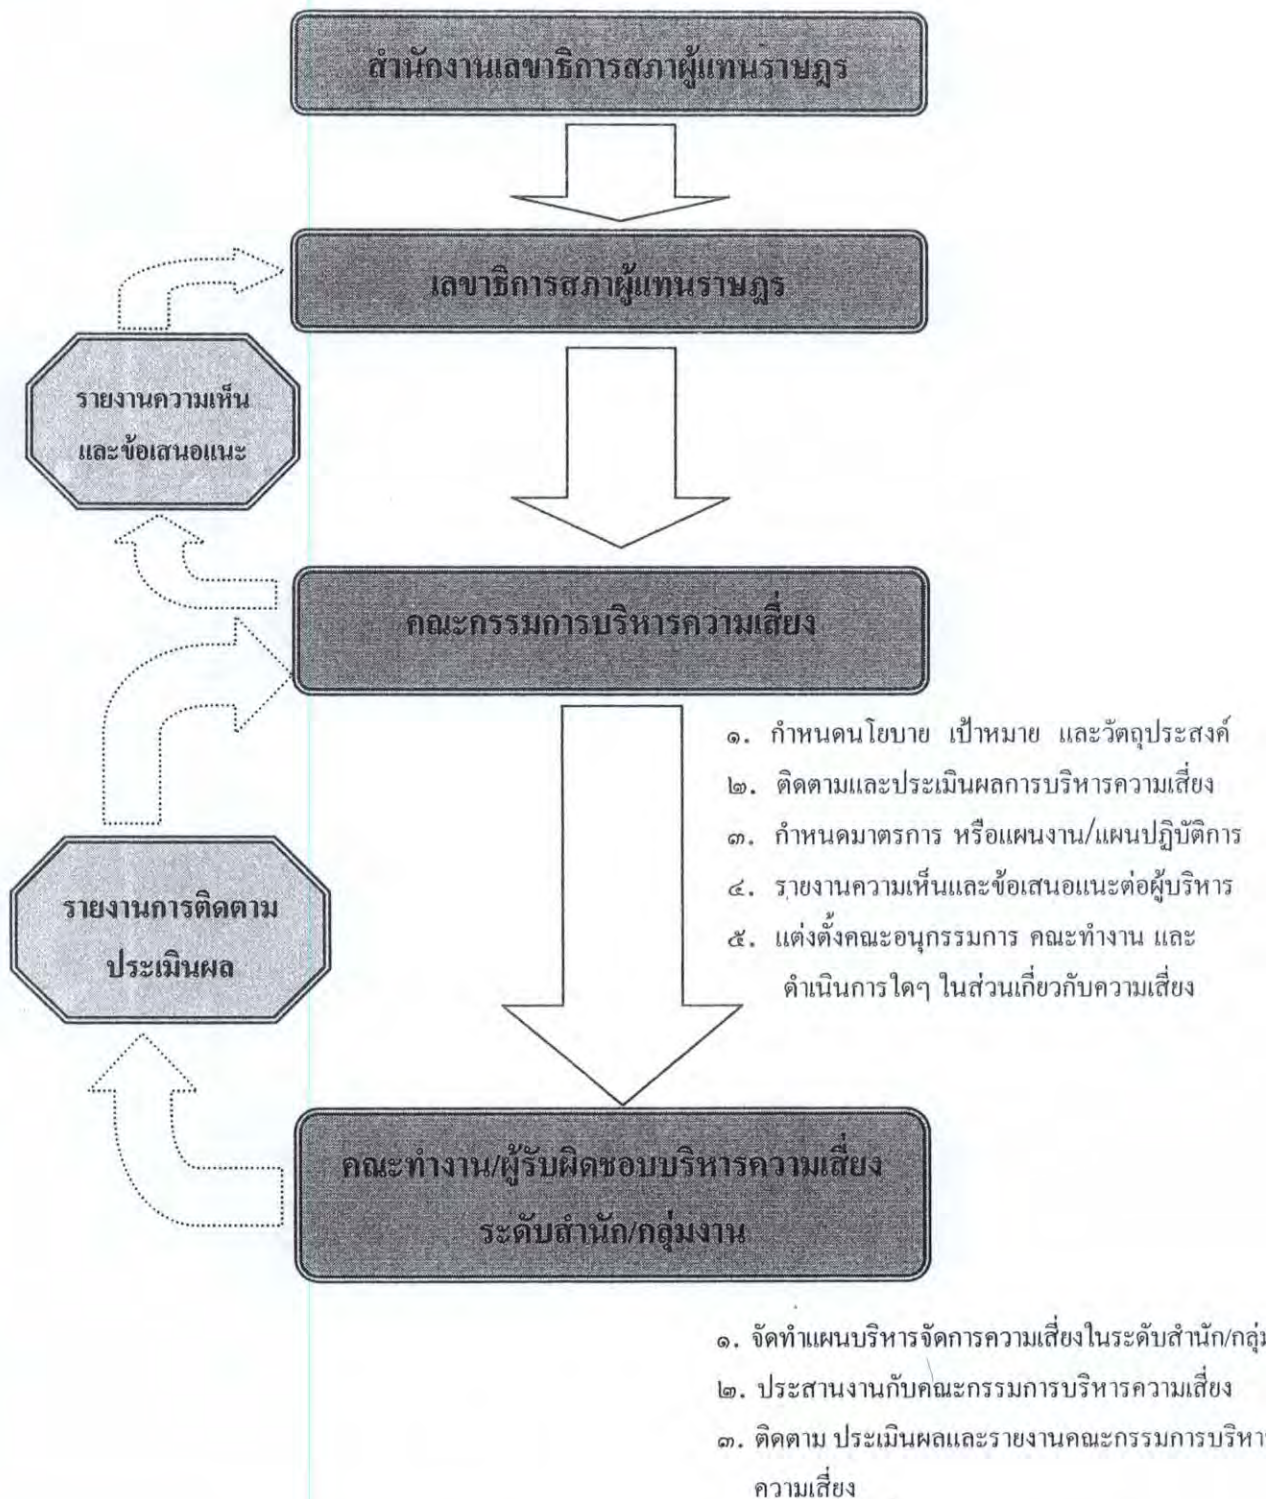 สำนักงานเลขาธิการสภาผู้แทนราษฎร
เลขาธิการสภาผู้แทนราษฎร
รายงานความเห็น
และข้อเสนอแนะ
คณะกรรมการบริหารความเสี่ยง
๑. กำหนดนโยบาย เป้าหมาย และวัตถุประสงค์
๒. ติดตามและประเมินผลการบริหารความเสี่ยง
๓. กำหนดมาตรการ หรือแผนงาน/แผนปฏิบัติการ
๔. รายงานความเห็นและข้อเสนอแนะต่อผู้บริหาร
๕. แต่งตั้งคณะอนุกรรมการ คณะทำงาน และ
ดำเนินการใดๆ ในส่วนเกี่ยวกับความเสี่ยง
รายงานการติดตาม
ประเมินผล
คณะทำงาน/ผู้รับผิดชอบบริหารความเสี่ยง
ระดับสำนัก/กลุ่มงาน
๑. จัดทำแผนบริหารจัดการความเสี่ยงในระดับสำนัก/กลุ่ม
๒. ประสานงานกับคณะกรรมการบริหารความเสี่ยง
๓. ติดตาม ประเมินผลและรายงานคณะกรรมการบริหา
ความเสี่ยง